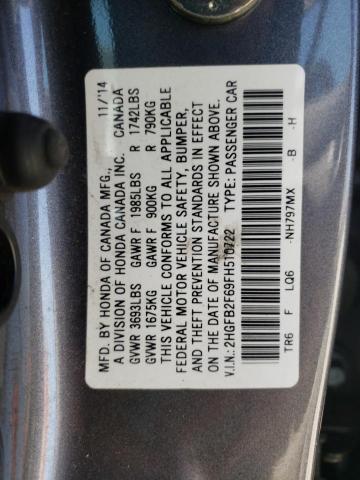 MFD. BY HONDA OF CANADA MFG., 11/'14
A DIVISION OF HONDA CANADA INC. CANADA
GVWR 3693LBS GAWR F 1985LBS R 1742LBS
GVWR 1675KG GAWR F 900KG R 790KG
THIS VEHICLE CONFORMS TO ALL APPLICABLE
FEDERAL MOTOR VEHICLE SAFETY, BUMPER,
AND THEFT PREVENTION STANDARDS IN EFFECT
ON THE DATE OF MANUFACTURE SHOWN ABOVE.
V.I.N.: 2HGFB2F69FH510722 TYPE: PASSENGER CAR
TR6 F LQ6 -NH797MX -B -H